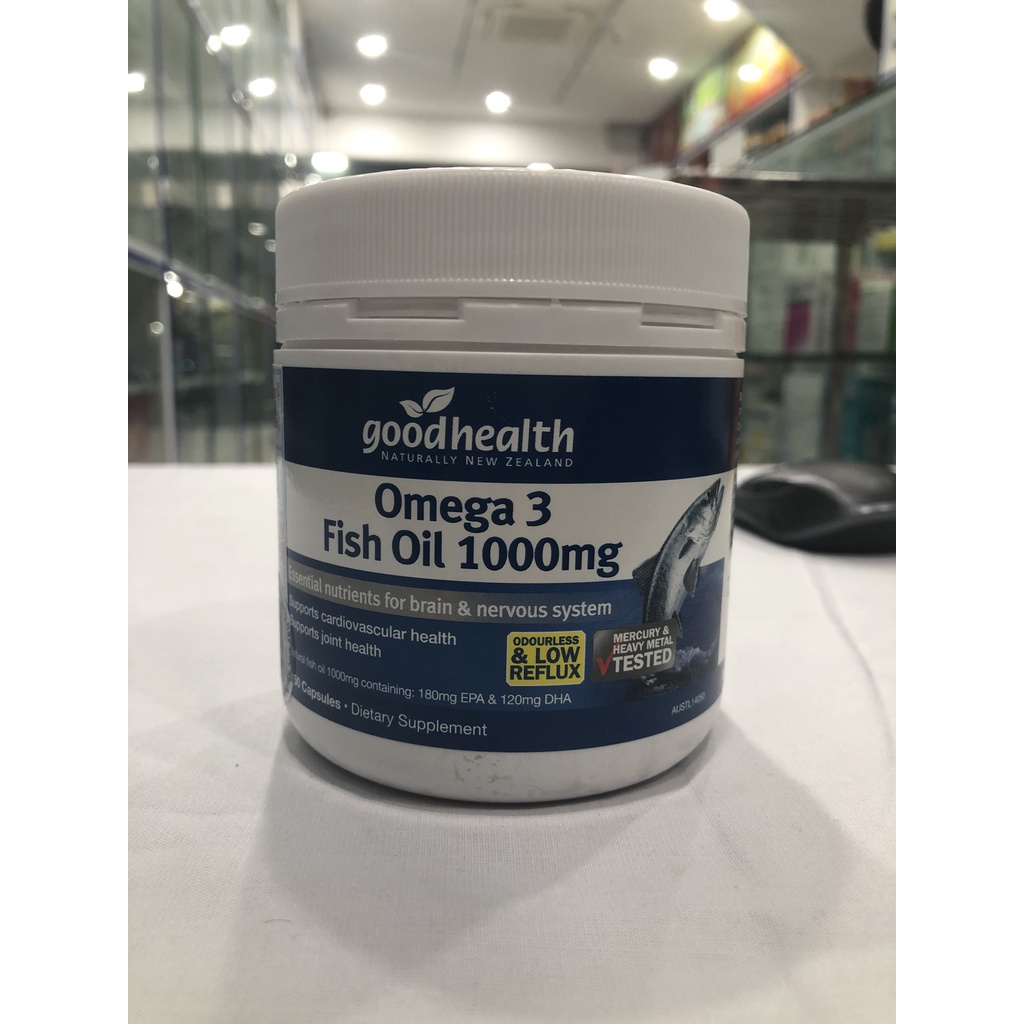 goodhealth
NATURALLY NEW ZEALAND
Omega 3
Fish Oil 1000mg
Essential nutrients for brain & nervous system
Supports cardiovascular health
Supports joint health
ODOURLESS
& LOW
REFLUX
MERCURY &
HEAVY METAL
TESTED
fish oil 1000mg containing: 180mg EPA & 120mg DHA
Capsules • Dietary Supplement